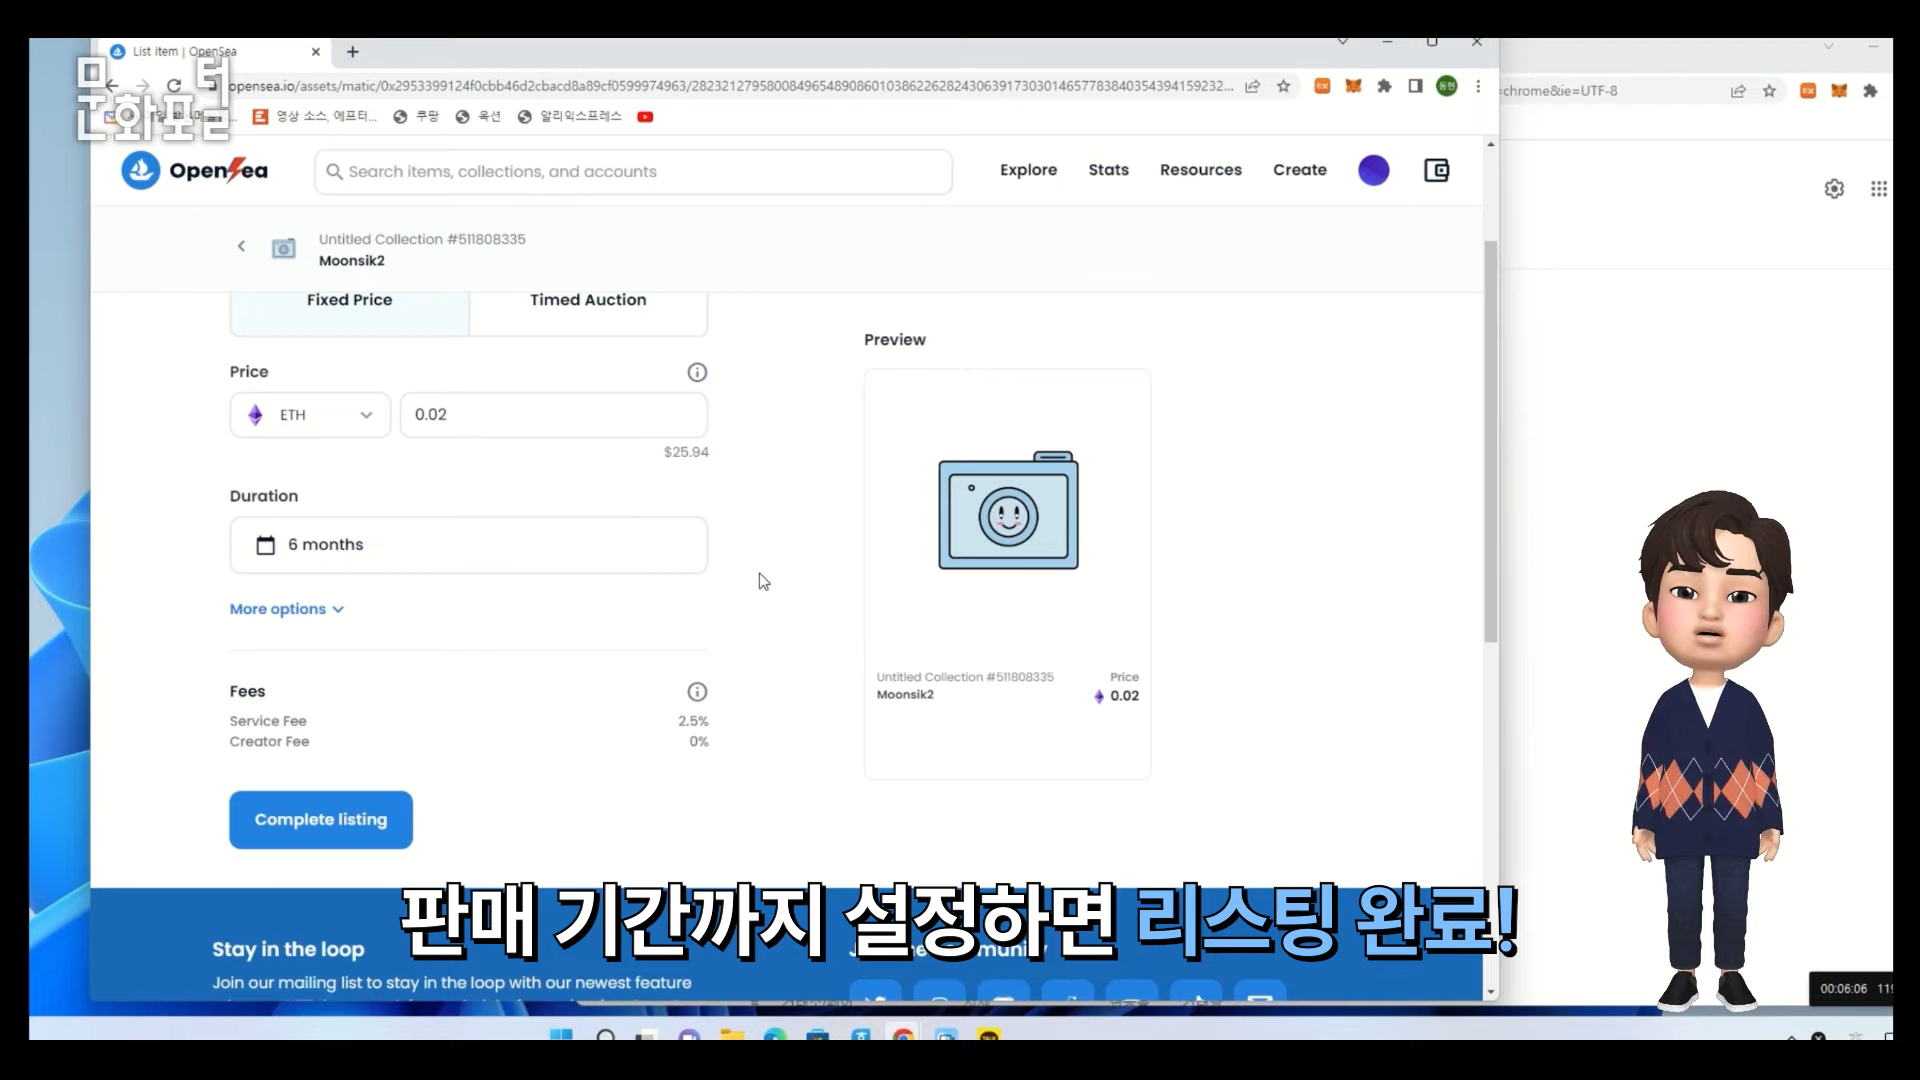 List item | OpenSea
문화포털
opensea.io/assets/matic/0x2953399124f0cbb46d2cbacd8a89cf0599974963/28232127958008496548908601038622628243063917303014657783840354394159232...
=chrome&ie=UTF-8
영상 소스, 에프터...
쿠팡
옥션
알리익스프레스
OpenSea
Search items, collections, and accounts
Explore
Stats
Resources
Create
Untitled Collection #511808335
Moonsik2
Fixed Price
Timed Auction
Preview
Price
ETH
0.02
$25.94
Duration
6 months
More options
Untitled Collection #511808335
Price
Moonsik2
0.02
Fees
Service Fee
2.5%
Creator Fee
0%
Complete listing
판매 기간까지 설정하면 리스팅 완료!
Stay in the loop
Join our mailing list to stay in the loop with our newest feature
00:06:06